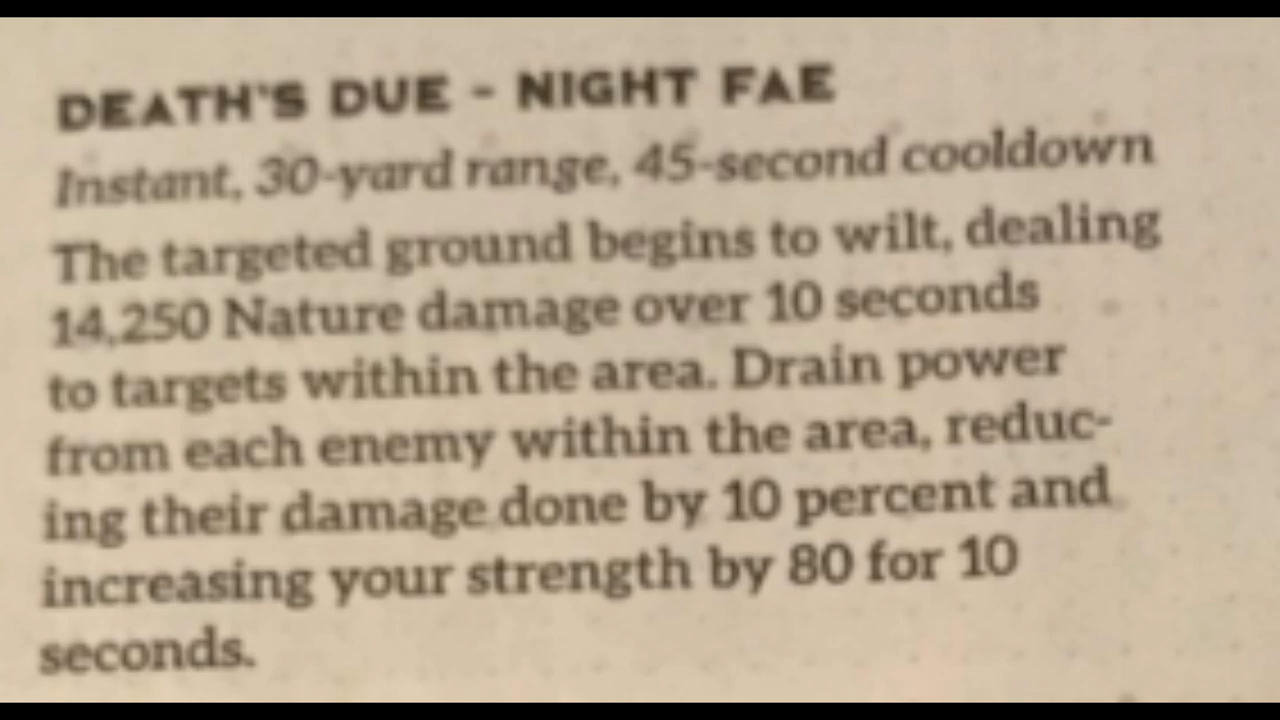 DEATH'S DUE - NIGHT FAE
Instant, 30-yard range, 45-second cooldown
The targeted ground begins to wilt, dealing
14,250 Nature damage over 10 seconds
to targets within the area. Drain power
from each enemy within the area, reduc-
ing their damage done by 10 percent and
increasing your strength by 80 for 10
seconds.